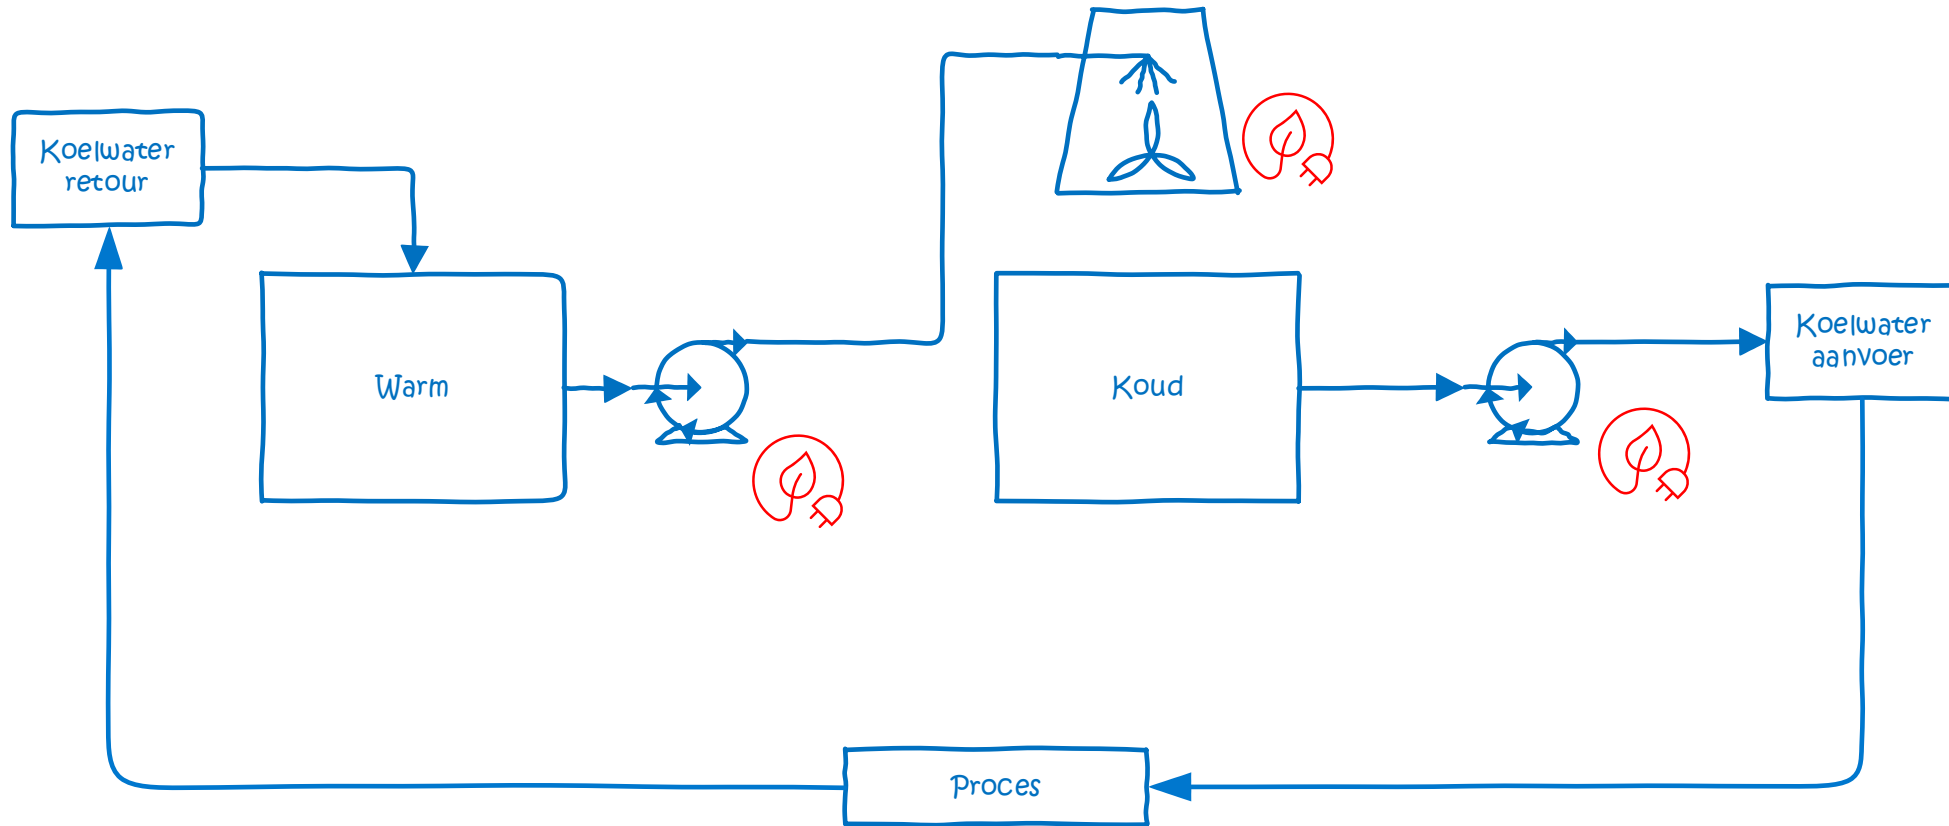 Koelwater
retour
Warm
Koud
Koelwater
aanvoer
Proces